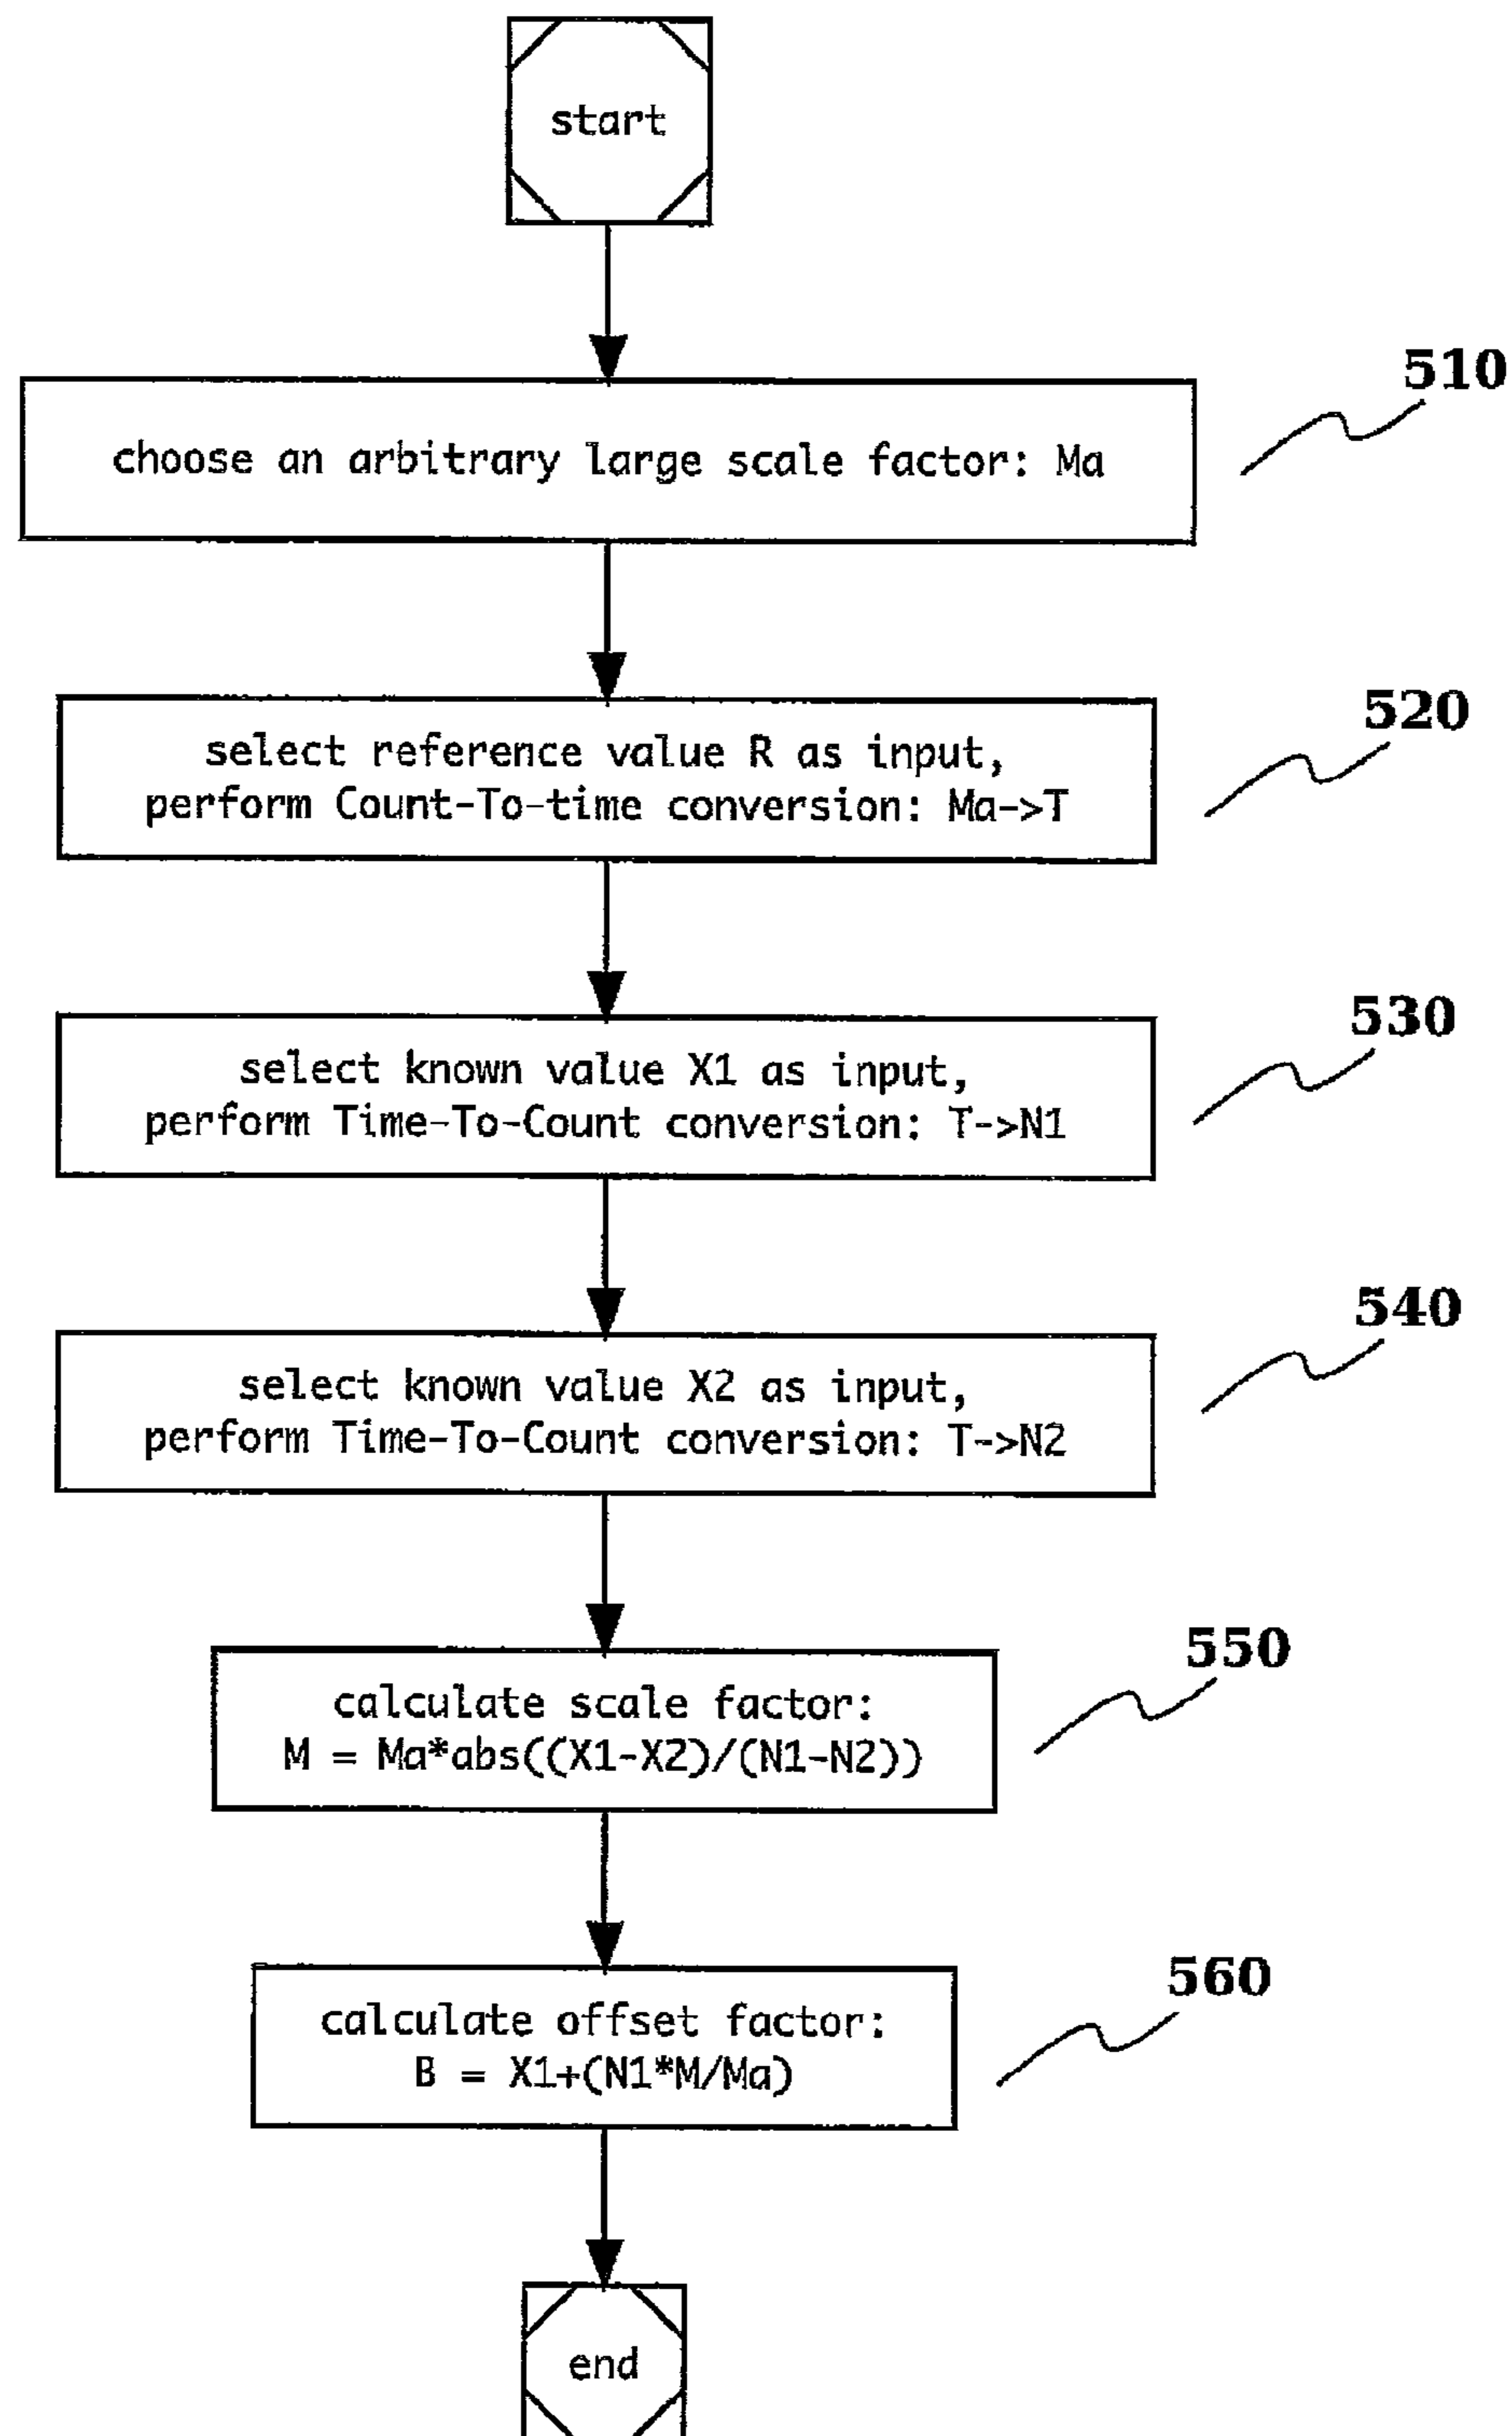 start
510
choose an arbitrary large scale factor: Ma
520
select reference value R as input,
perform Count-To-time conversion: Ma->T
530
select known value X1 as input,
perform Time-To-Count conversion: T->N1
540
select known value X2 as input,
perform Time-To-Count conversion: T->N2
550
calculate scale factor:
M = Ma*abs((X1-X2)/(N1-N2))
560
calculate offset factor:
B = X1+(N1*M/Ma)
end